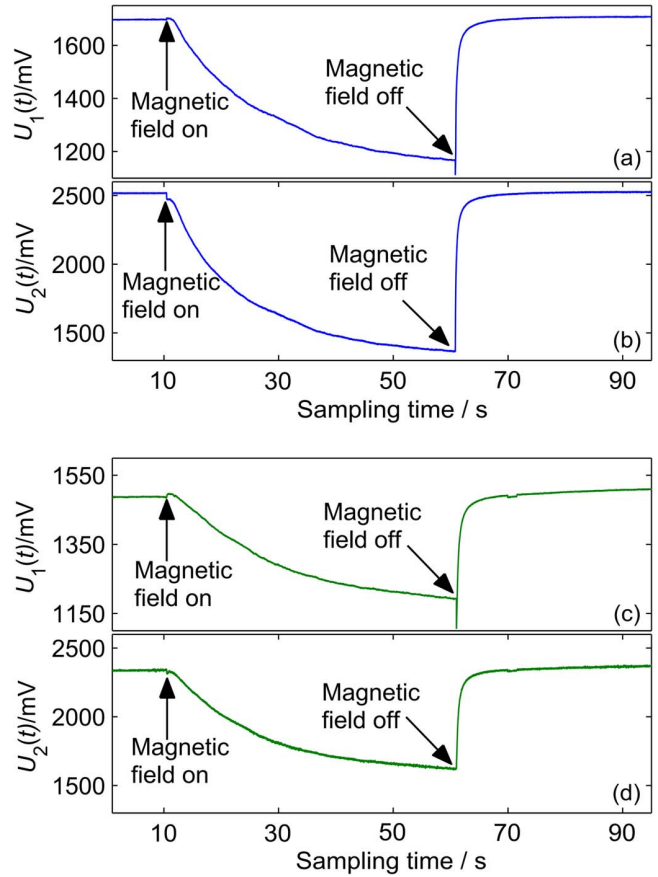 1600
1400
1200
U1(t)/mV
Magnetic
field on
Magnetic
field off
(a)
2500
2000
1500
U2(t)/mV
Magnetic
field on
Magnetic
field off
(b)
10 30 50 70 90
Sampling time / s
1550
1350
1150
U1(t)/mV
Magnetic
field on
Magnetic
field off
(c)
2500
2000
1500
U2(t)/mV
Magnetic
field on
Magnetic
field off
(d)
10 30 50 70 90
Sampling time / s